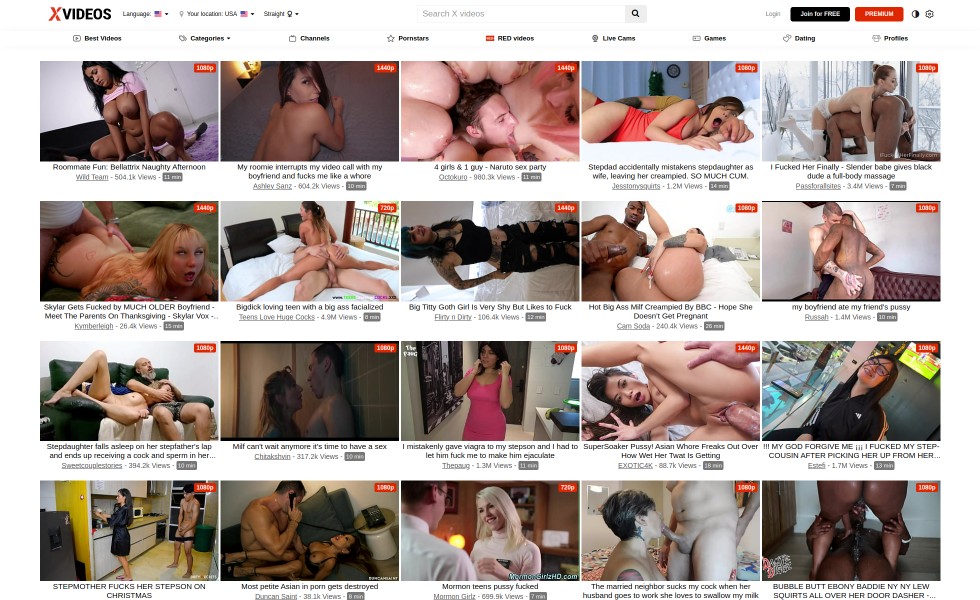 XVIDEOS
Language:
Your location: USA
Straight
Search X videos
Login
Join for FREE
PREMIUM
Best Videos
Categories
Channels
Pornstars
RED videos
Live Cams
Games
Dating
Profiles
1080p
1440p
1440p
1080p
1080p
Roommate Fun: Bellattrix Naughty Afternoon
Wild Team - 504.1k Views - 11 min
My roomie interrupts my video call with my
boyfriend and fucks me like a whore
Ashley Sanz - 604.2k Views - 10 min
4 girls & 1 guy - Naruto sex party
Octokuro - 980.3k Views - 11 min
Stepdad accidentally mistakens stepdaughter as
wife, leaving her creampied. SO MUCH CUM.
Jesstonysquirts - 1.2M Views - 14 min
I Fucked Her Finally - Slender babe gives black
dude a full-body massage
Passforallsites - 3.4M Views - 7 min
1440p
720p
1440p
1080p
1080p
Skylar Gets Fucked by MUCH OLDER Boyfriend -
Meet The Parents On Thanksgiving - Skylar Vox -..
Kymberleigh - 26.4k Views - 15 min
Bigdick loving teen with a big ass facialized
Teens Love Huge Cocks - 4.9M Views - 8 min
Big Titty Goth Girl Is Very Shy But Likes to Fuck
Flirty n Dirty - 106.4k Views - 12 min
Hot Big Ass Milf Creampied By BBC - Hope She
Doesn't Get Pregnant
Cam Soda - 240.4k Views - 26 min
my boyfriend ate my friend's pussy
Russah - 1.4M Views - 10 min
1080p
1080p
The
1080p
1440p
1080p
Stepdaughter falls asleep on her stepfather's lap
and ends up receiving a cock and sperm in her...
Sweetcouplestories - 394.2k Views - 10 min
Milf can't wait anymore it's time to have a sex
Chitakshvin - 317.2k Views - 10 min
I mistakenly gave viagra to my stepson and I had to
let him fuck me to make him ejaculate
Thepaug - 1.3M Views - 11 min
SuperSoaker Pussy! Asian Whore Freaks Out Over
How Wet Her Twat Is Getting
EXOTIC4K - 88.7k Views - 18 min
!!! MY GOD FORGIVE ME ¡¡¡ I FUCKED MY STEP-
COUSIN AFTER PICKING HER UP FROM HER...
Estefi - 1.7M Views - 13 min
1080p
1080p
720p
1080p
1080p
DUNCANSAINT
MormonGirlzHD.com
STEPMOTHER FUCKS HER STEPSON ON
CHRISTMAS
Most petite Asian in porn gets destroyed
Duncan Saint - 38.1k Views - 8 min
Mormon teens pussy fucked
Mormon Girlz - 699.9k Views - 7 min
The married neighbor sucks my cock when her
husband goes to work she loves to swallow my milk
BUBBLE BUTT EBONY BADDIE NY NY LEW
SQUIRTS ALL OVER HER DOOR DASHER -...